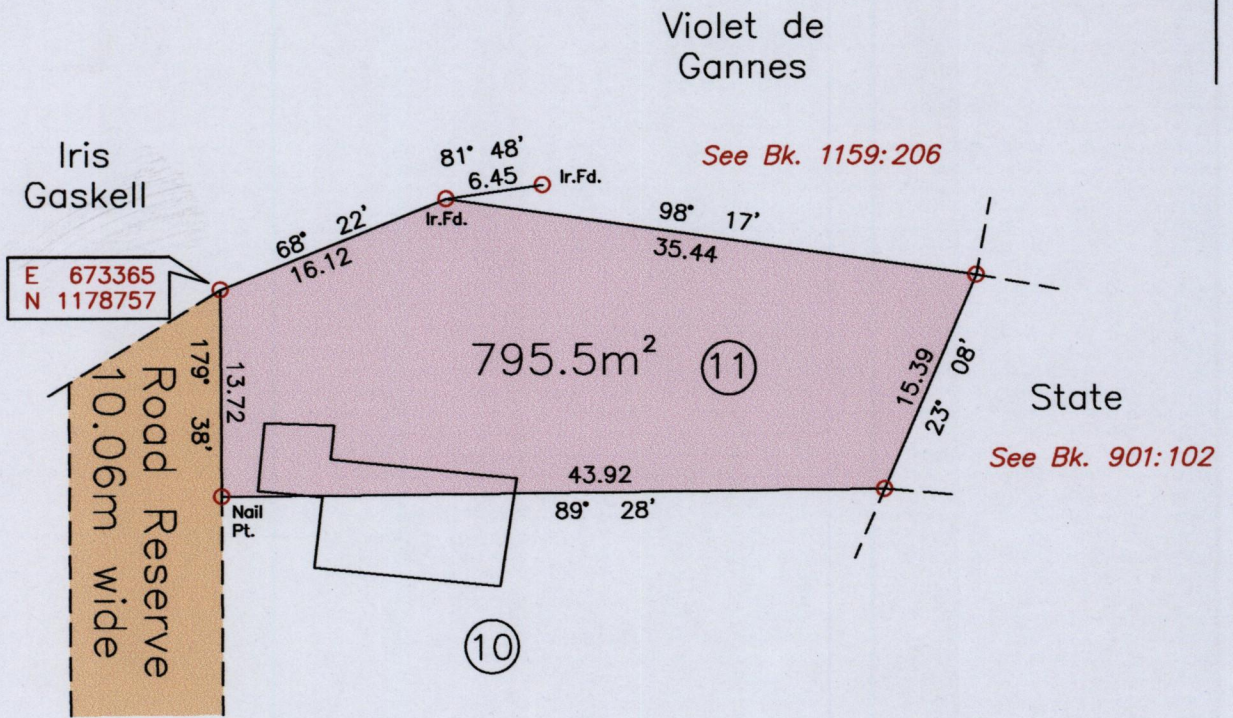 Violet de
Gannes
Iris
Gaskell
81° 48'
6.45
Ir.Fd.
See Bk. 1159:206
Ir.Fd.
68° 22'
16.12
98° 17'
35.44
E 673365
N 1178757
179° 38'
13.72
795.5m²
11
15.39
23° 08'
State
See Bk. 901:102
Road Reserve
10.06m wide
43.92
89° 28'
Nail
Pt.
10